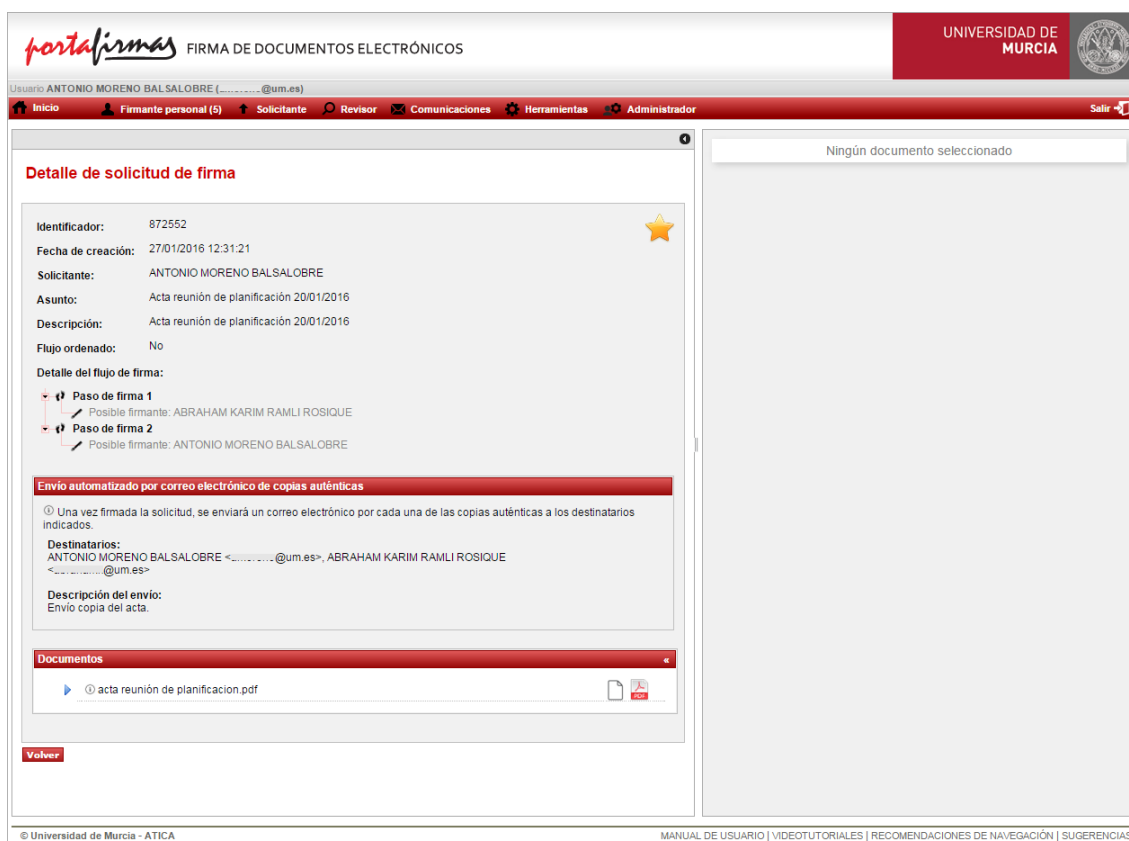 portafirmas FIRMA DE DOCUMENTOS ELECTRÓNICOS
UNIVERSIDAD DE
MURCIA
Usuario ANTONIO MORENO BALSALOBRE ( @um.es)
Inicio Firmante personal (5) Solicitante Revisor Comunicaciones Herramientas Administrador Salir
Ningún documento seleccionado
Detalle de solicitud de firma
Identificador: 872552
Fecha de creación: 27/01/2016 12:31:21
Solicitante: ANTONIO MORENO BALSALOBRE
Asunto: Acta reunión de planificación 20/01/2016
Descripción: Acta reunión de planificación 20/01/2016
Flujo ordenado: No
Detalle del flujo de firma:
Paso de firma 1
Posible firmante: ABRAHAM KARIM RAMLI ROSIQUE
Paso de firma 2
Posible firmante: ANTONIO MORENO BALSALOBRE
Envío automatizado por correo electrónico de copias auténticas
Una vez firmada la solicitud, se enviará un correo electrónico por cada una de las copias auténticas a los destinatarios
indicados.
Destinatarios:
ANTONIO MORENO BALSALOBRE < @um.es>, ABRAHAM KARIM RAMLI ROSIQUE
< @um.es>
Descripción del envío:
Envío copia del acta.
Documentos «
acta reunión de planificacion.pdf
PDF
Volver
© Universidad de Murcia - ATICA
MANUAL DE USUARIO | VIDEOTUTORIALES | RECOMENDACIONES DE NAVEGACIÓN | SUGERENCIAS